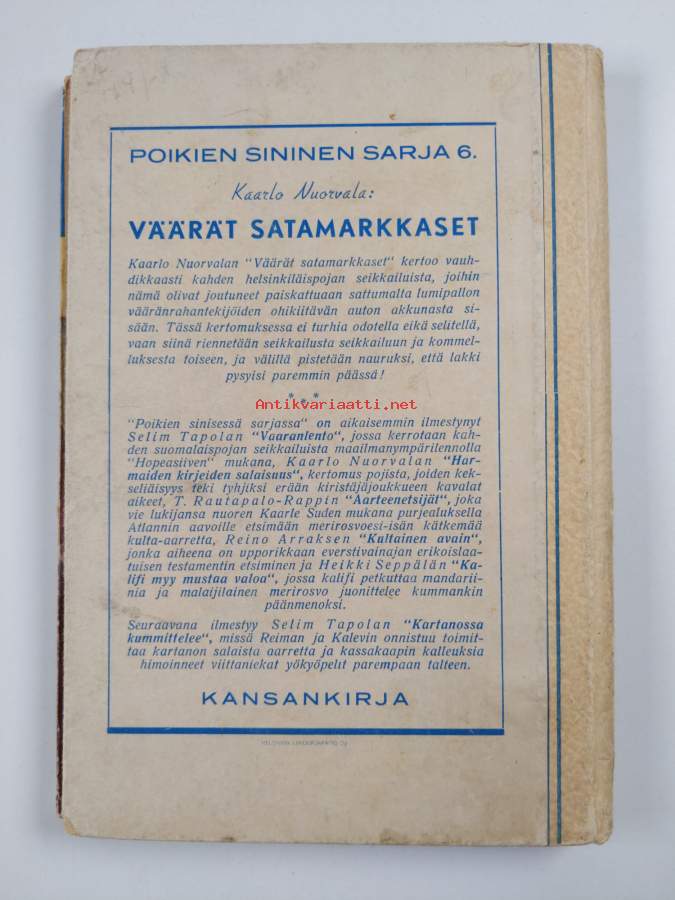 POIKIEN SININEN SARJA 6.
Kaarlo Nuorvala:
VÄÄRÄT SATAMARKKASET
Kaarlo Nuorvalan "Väärät satamarkkaset" kertoo vauh-
dikkaasti kahden helsinkiläispojan seikkailuista, joihin
nämä olivat joutuneet paiskattuaan sattumalta lumipallon
vääränrahantekijöiden ohikiitävän auton akkunasta si-
sään. Tässä kertomuksessa ei turhia odotella eikä selitellä,
vaan siinä riennetään seikkailusta seikkailuun ja kommel-
luksesta toiseen, ja välillä pistetään nauruksi, että lakki
pysyisi paremmin päässä!
* * *
Antikvariaatti.net
"Poikien sinisessä sarjassa" on aikaisemmin ilmestynyt
Selim Tapolan "Vaaranlento", jossa kerrotaan kah-
den suomalaispojan seikkailuista maailmanympärilennolla
"Hopeasiiven" mukana, Kaarlo Nuorvalan "Har-
maiden kirjeiden salaisuus", kertomus pojista, joiden kek-
seliäisyys teki tyhjiksi erään kiristäjäjoukkueen kavalat
aikeet, T. Rautapalo-Rappin "Aarteenetsijät", joka
vie lukijansa nuoren Kaarle Suden mukana purjealuksella
Atlannin aavoille etsimään merirosvoesi-isän kätkemää
kulta-aarretta, Reino Arraksen "Kultainen avain",
jonka aiheena on upporikkaan everstivainajan erikoislaa-
tuisen testamentin etsiminen ja Heikki Seppälän "Ka-
lifi myy mustaa valoa", jossa kalifi petkuttaa mandarii-
nia ja malaijilainen merirosvo juonittelee kummankin
päänmenoksi.
Seuraavana ilmestyy Selim Tapolan "Kartanossa
kummittelee", missä Reiman ja Kalevin onnistuu toimit-
taa kartanon salaista aarretta ja kassakaapin kalleuksia
himoinneet viittaniekat yökyöpelit parempaan talteen.
KANSANKIRJA